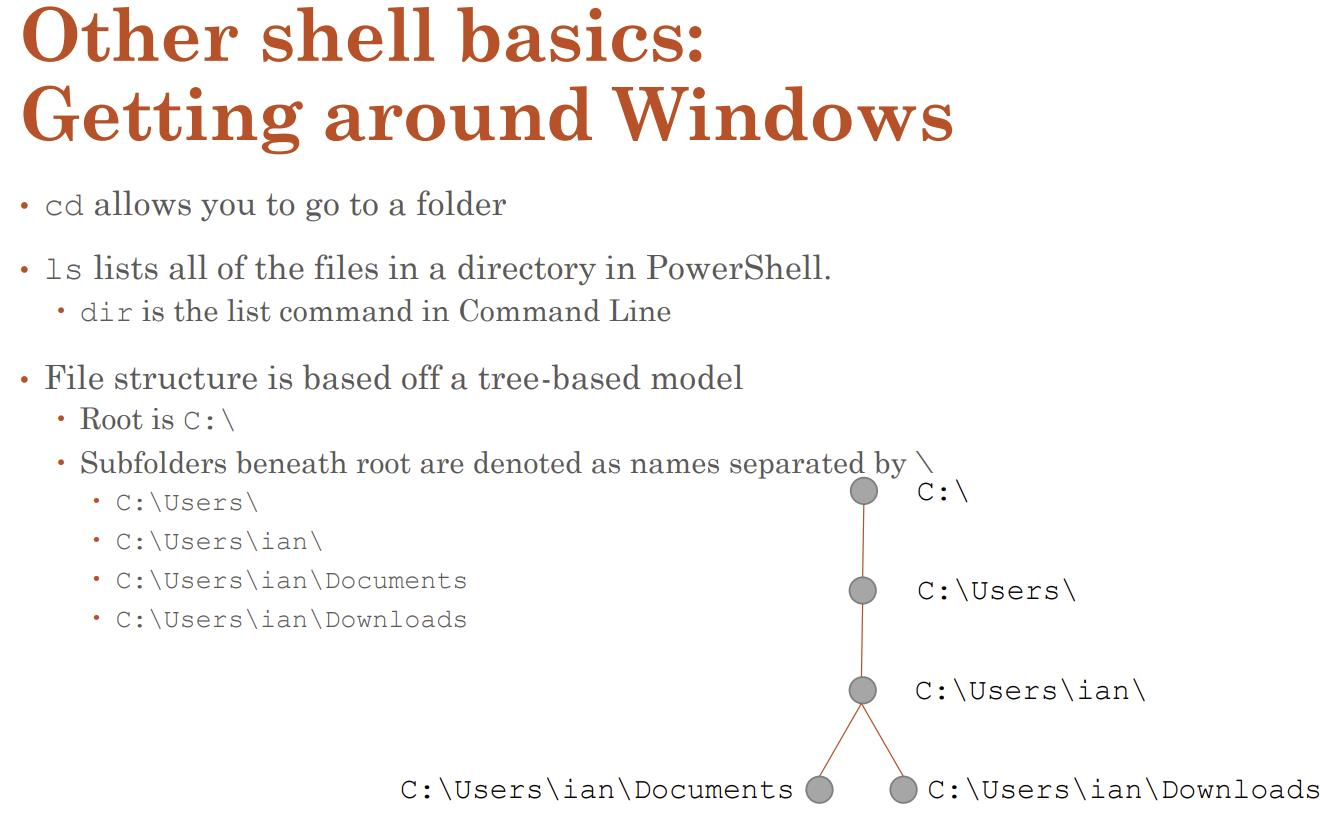 Other shell basics:
Getting around Windows
• cd allows you to go to a folder
• ls lists all of the files in a directory in PowerShell.
• dir is the list command in Command Line
• File structure is based off a tree-based model
• Root is C:\
• Subfolders beneath root are denoted as names separated by \
• C:\Users\
• C:\Users\ian\
• C:\Users\ian\Documents
• C:\Users\ian\Downloads
C:\
C:\Users\
C:\Users\ian\
C:\Users\ian\Documents
C:\Users\ian\Downloads